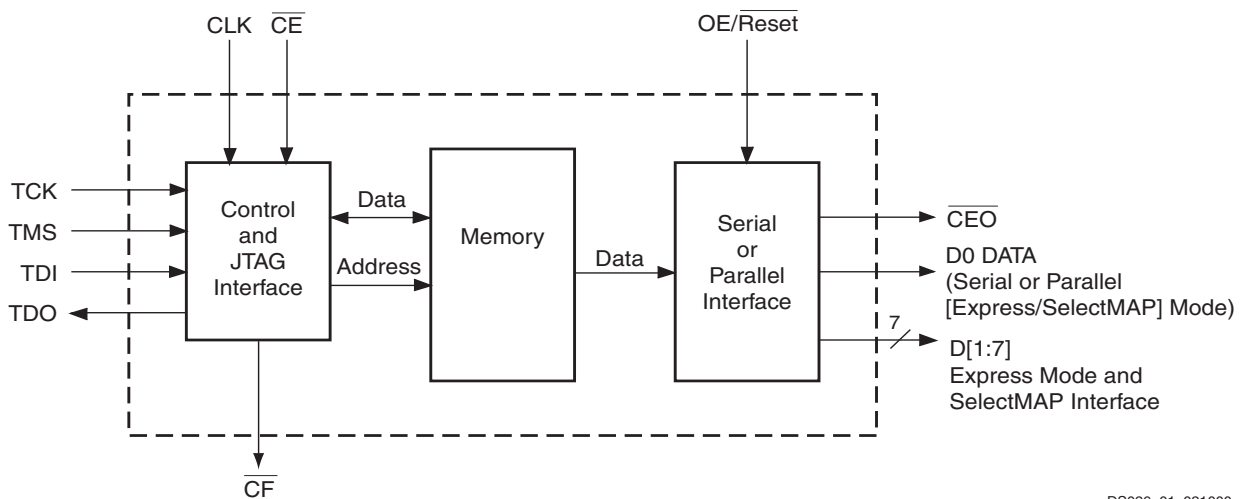 CLK
CE
OE/Reset
TCK
TMS
TDI
TDO
Control
and
JTAG
Interface
Data
Address
Memory
Data
Serial
or
Parallel
Interface
CEO
D0 DATA
(Serial or Parallel
[Express/SelectMAP] Mode)
7
D[1:7]
Express Mode and
SelectMAP Interface
CF